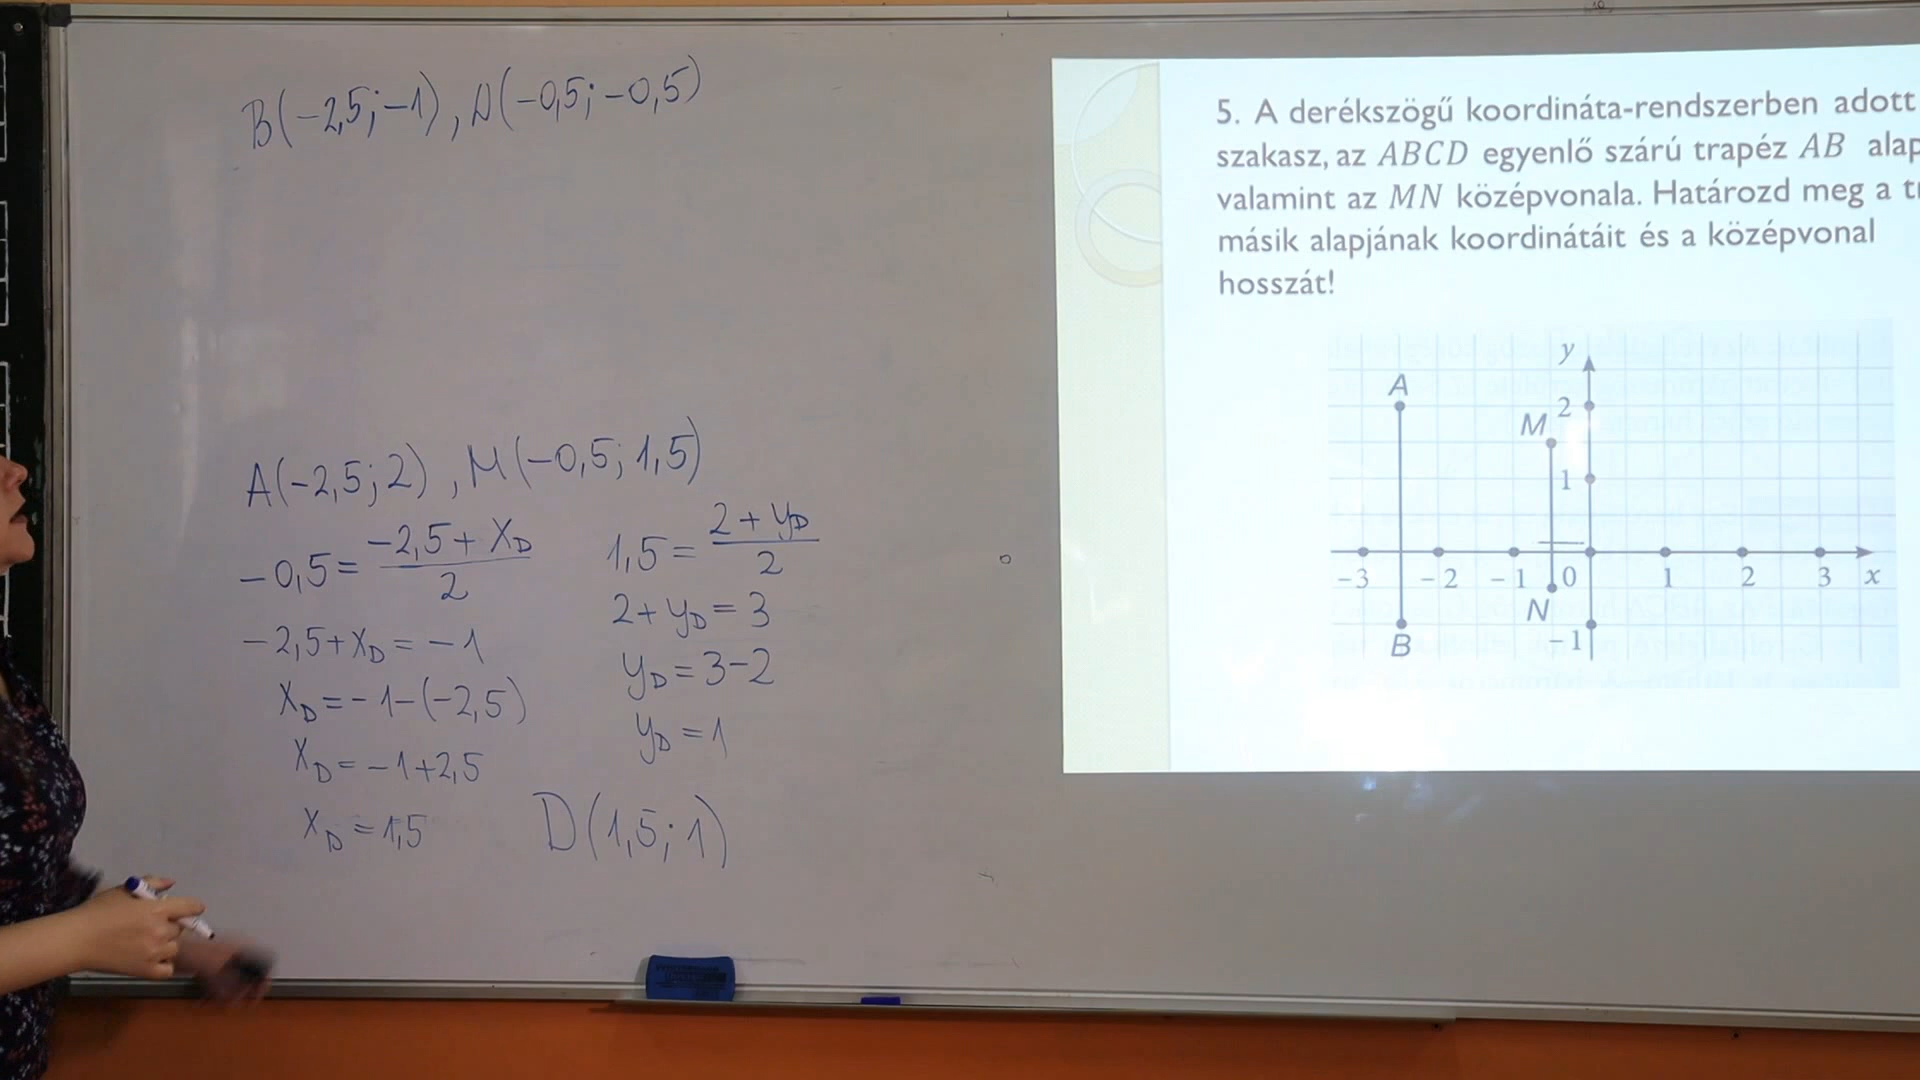 B(-2,5; -1), N(-0,5; -0,5)
A(-2,5; 2), M(-0,5; 1,5)
-0,5 = \frac{-2,5 + x_D}{2}
-2,5 + x_D = -1
x_D = -1 - (-2,5)
x_D = -1 + 2,5
x_D = 1,5
1,5 = \frac{2 + y_D}{2}
2 + y_D = 3
y_D = 3 - 2
y_D = 1
D(1,5; 1)
5. A derékszögű koordináta-rendszerben adott
szakasz, az ABCD egyenlő szárú trapéz AB alap
valamint az MN középvonala. Határozd meg a t
másik alapjának koordinátáit és a középvonal
hosszát!
y
A
M 2
1
-3 -2 -1 0 1 2 3 x
N
B -1